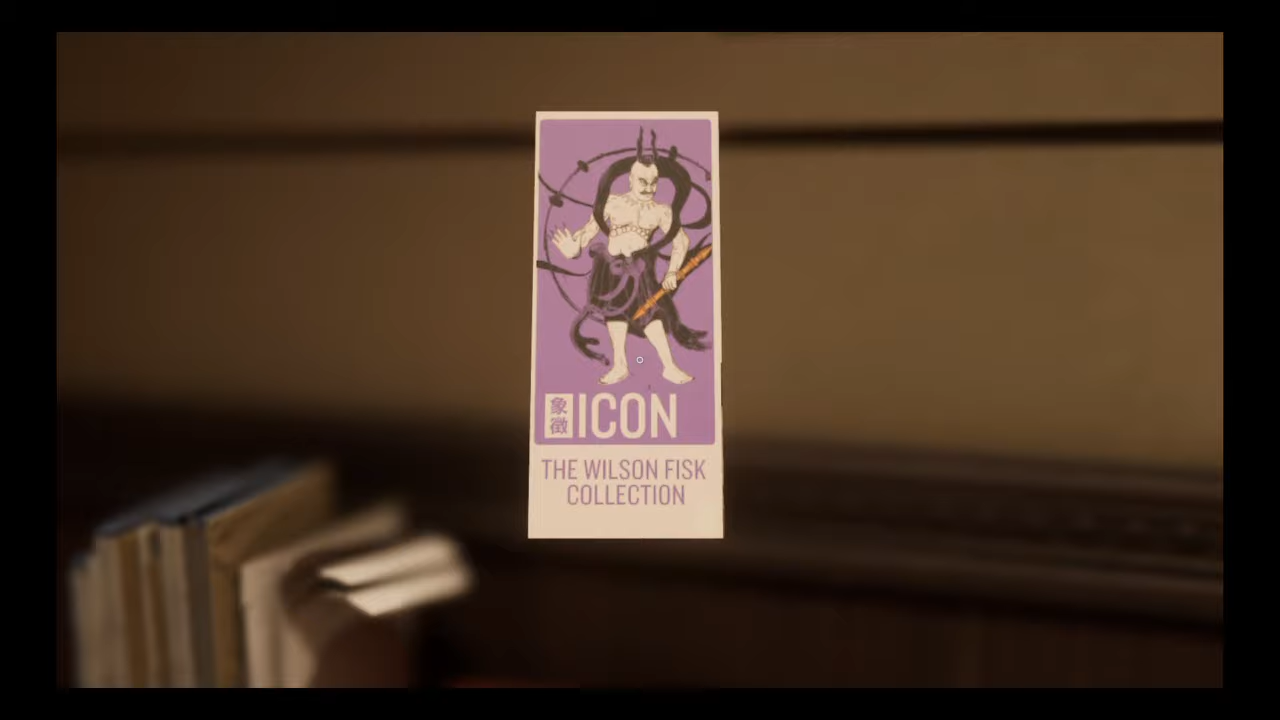 象
徵
ICON
THE WILSON FISK
COLLECTION